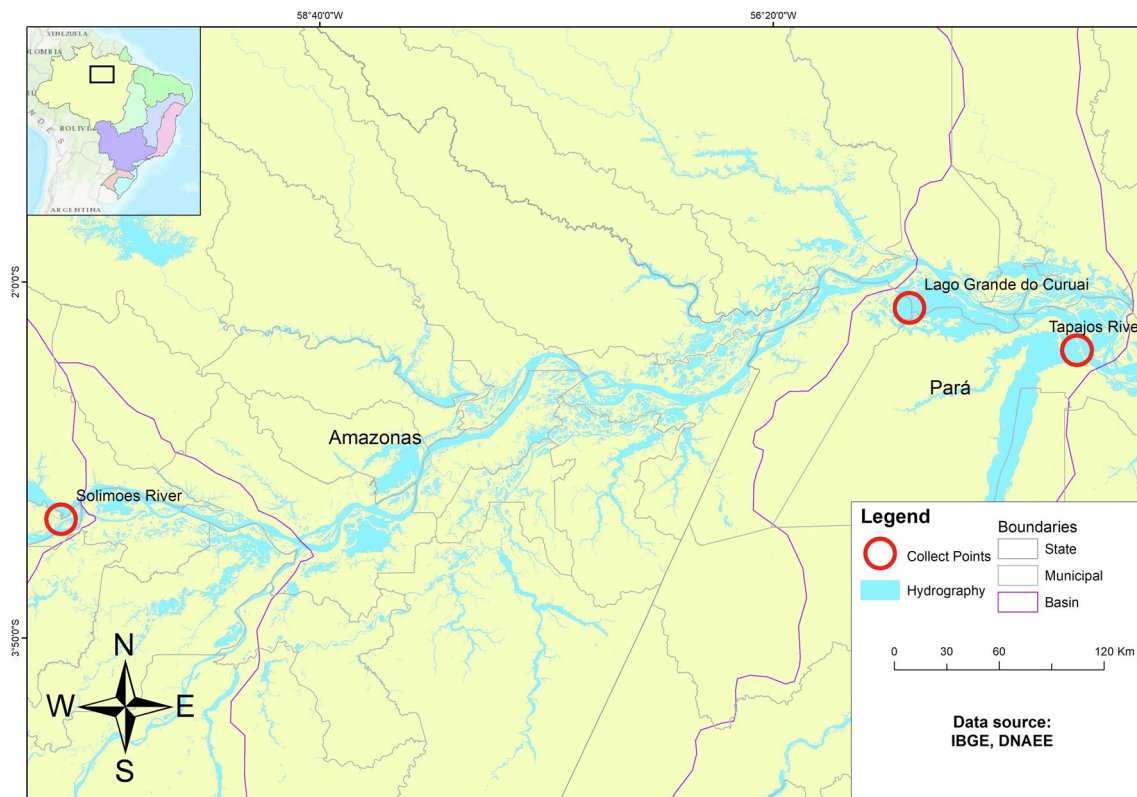 58°40'0"W
56°20'0"W
VENEZUELA
OLOMBIA
BOLIVI
NDES
ARGENTINA
2°0'0"S
Lago Grande do Curuai
Tapajos Rive
Pará
Amazonas
Solimoes River
3°50'0"S
N
W E
S
Legend
Collect Points
Hydrography
Boundaries
State
Municipal
Basin
0 30 60 120 Km
Data source:
IBGE, DNAEE